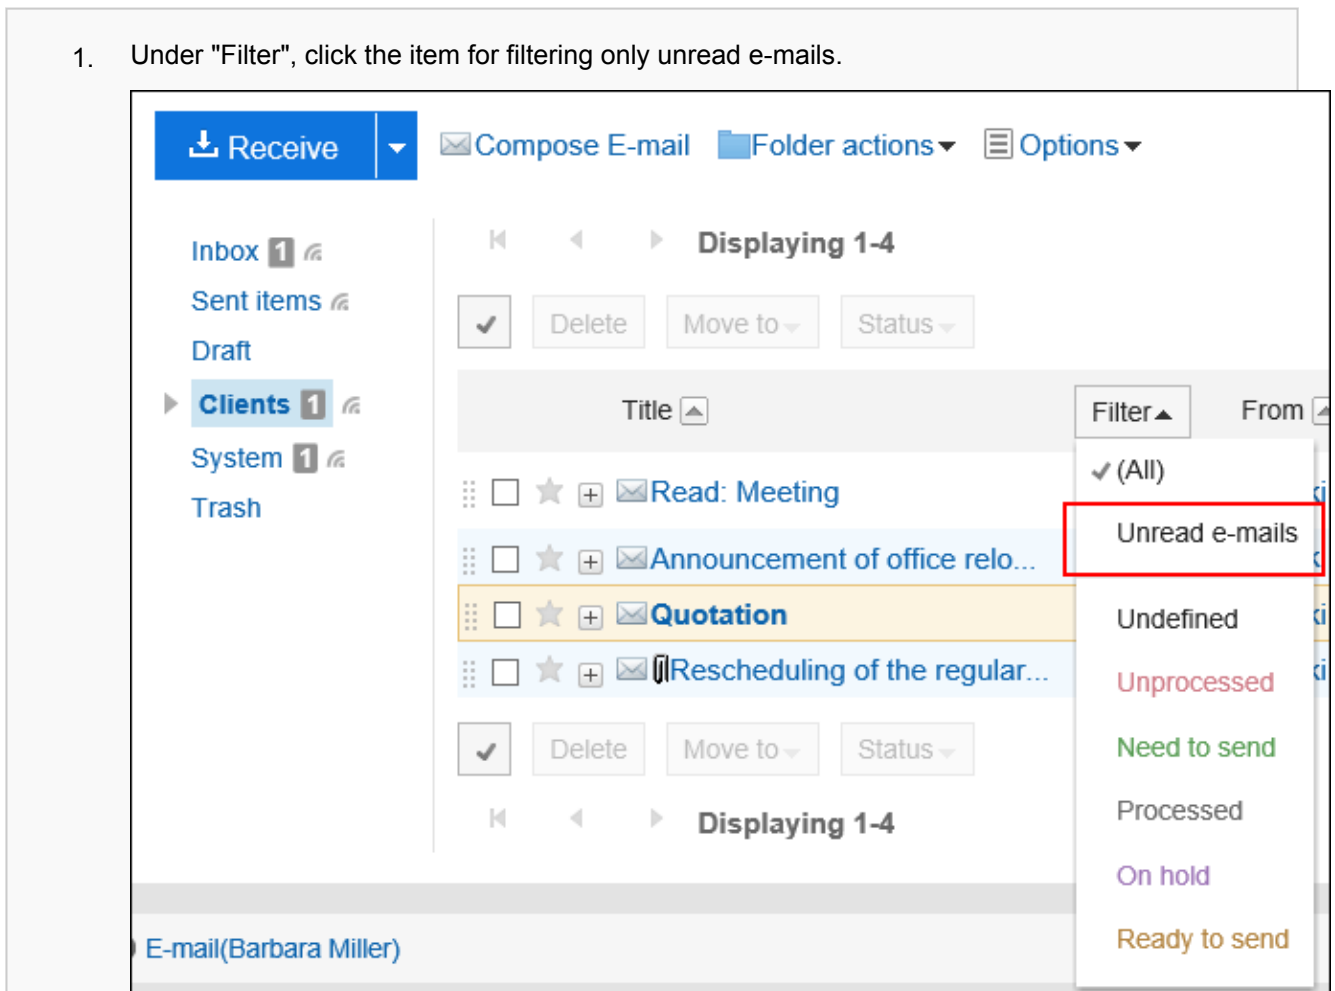 1. Under "Filter", click the item for filtering only unread e-mails.
Receive Compose E-mail Folder actions Options
Inbox 1
Sent items
Draft
Clients 1
System 1
Trash
Displaying 1-4
Delete Move to Status
Title Filter From
(All)
Unread e-mails
Undefined
Unprocessed
Need to send
Processed
On hold
Ready to send
Read: Meeting
Announcement of office relo...
Quotation
Rescheduling of the regular...
Delete Move to Status
Displaying 1-4
E-mail(Barbara Miller)